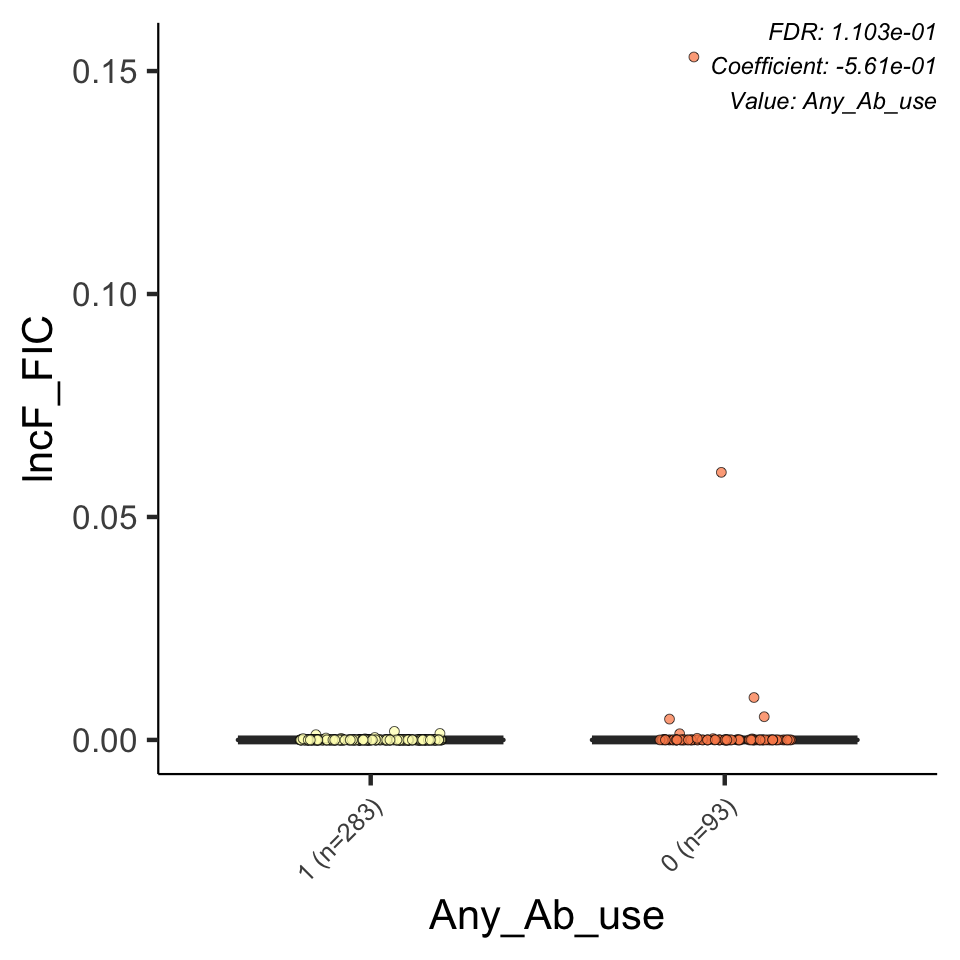 FDR: 1.103e-01
Coefficient: -5.61e-01
Value: Any_Ab_use
0.15
0.10
0.05
0.00
IncF_FIC
1 (n=283)
0 (n=93)
Any_Ab_use